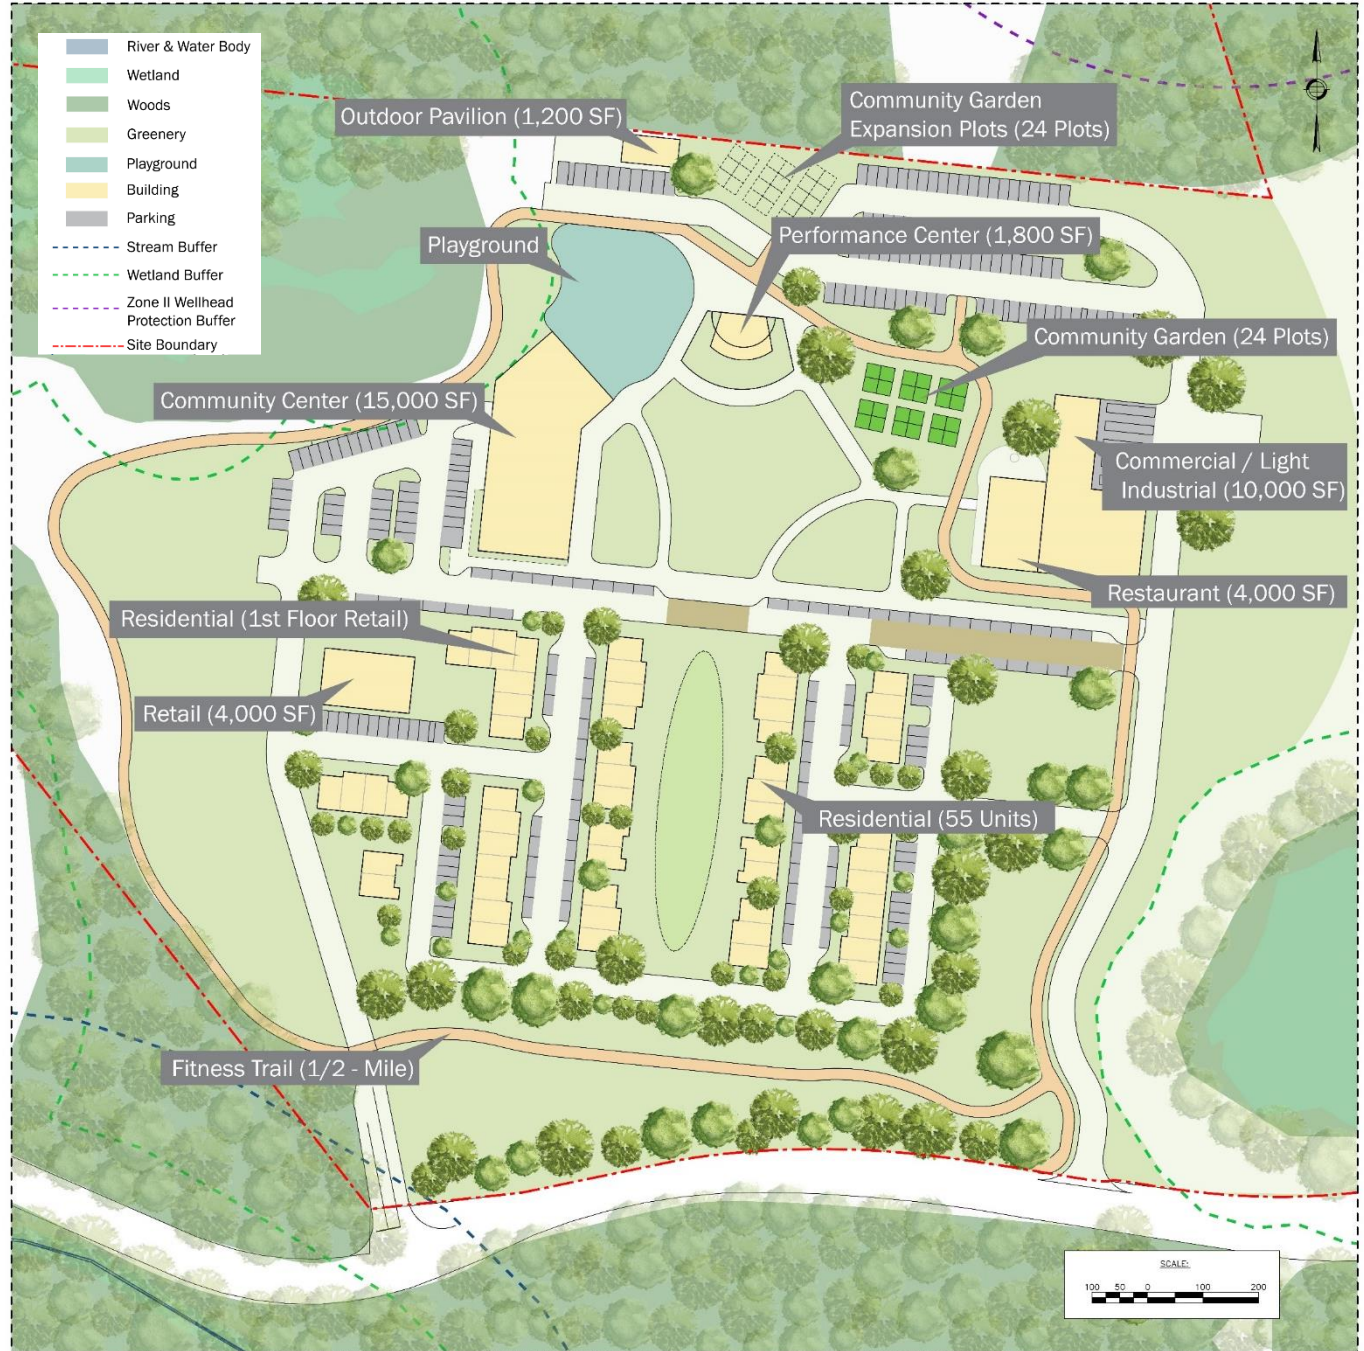 River & Water Body
Wetland
Woods
Greenery
Playground
Building
Parking
Stream Buffer
Wetland Buffer
Zone II Wellhead
Protection Buffer
Site Boundary
Outdoor Pavilion (1,200 SF)
Community Garden
Expansion Plots (24 Plots)
Playground
Performance Center (1,800 SF)
Community Garden (24 Plots)
Community Center (15,000 SF)
Commercial / Light
Industrial (10,000 SF)
Restaurant (4,000 SF)
Residential (1st Floor Retail)
Retail (4,000 SF)
Residential (55 Units)
Fitness Trail (1/2 - Mile)
SCALE:
100 50 0 100 200